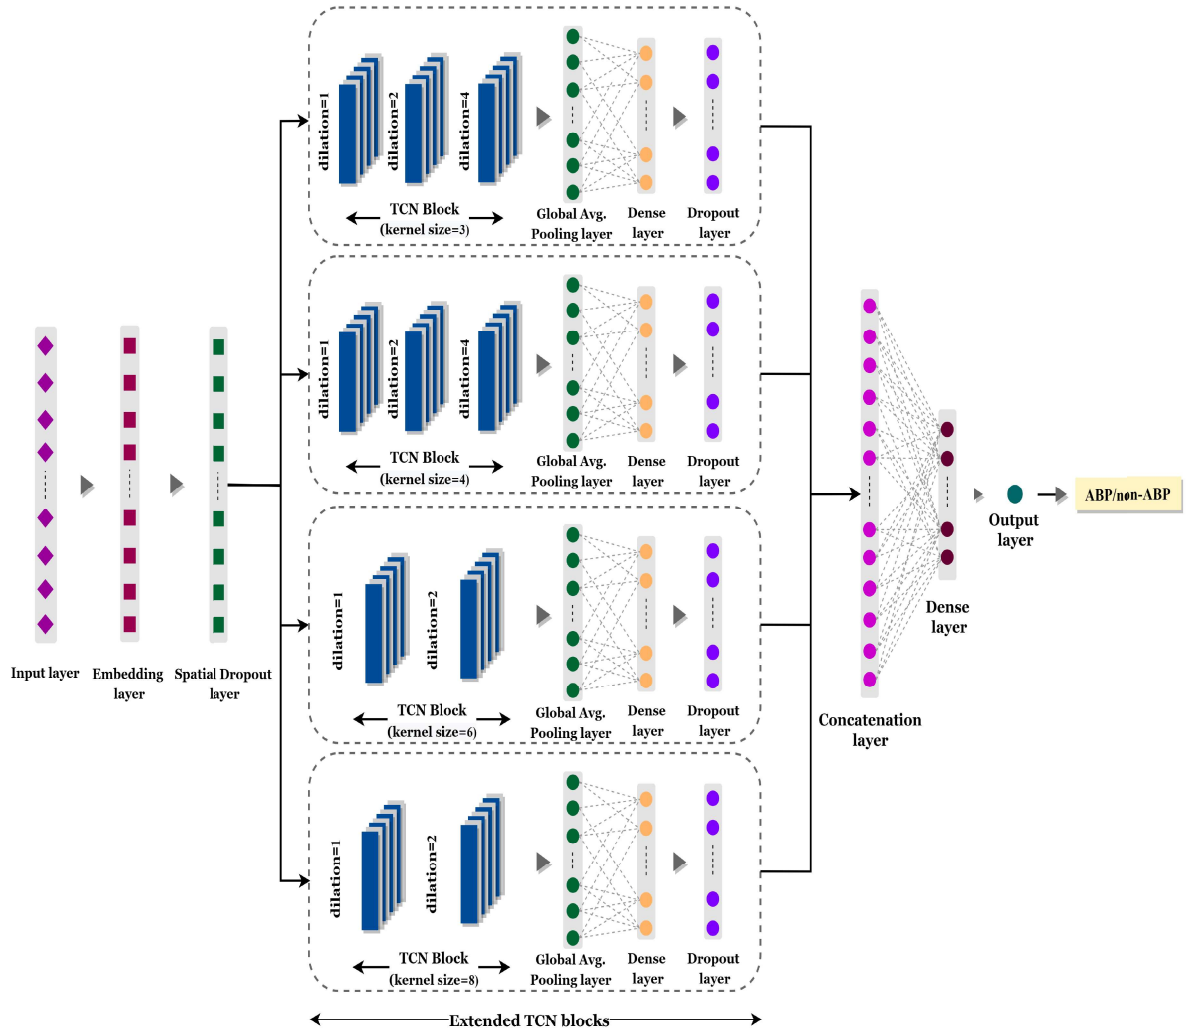 Input layer
Embedding
layer
Spatial Dropout
layer
dilation=1
dilation=2
dilation=4
TCN Block
(kernel size=3)
Global Avg.
Pooling layer
Dense
layer
Dropout
layer
dilation=1
dilation=2
dilation=4
TCN Block
(kernel size=4)
Global Avg.
Pooling layer
Dense
layer
Dropout
layer
dilation=1
dilation=2
TCN Block
(kernel size=6)
Global Avg.
Pooling layer
Dense
layer
Dropout
layer
dilation=1
dilation=2
TCN Block
(kernel size=8)
Global Avg.
Pooling layer
Dense
layer
Dropout
layer
Extended TCN blocks
Concatenation
layer
Dense
layer
Output
layer
ABP/non-ABP